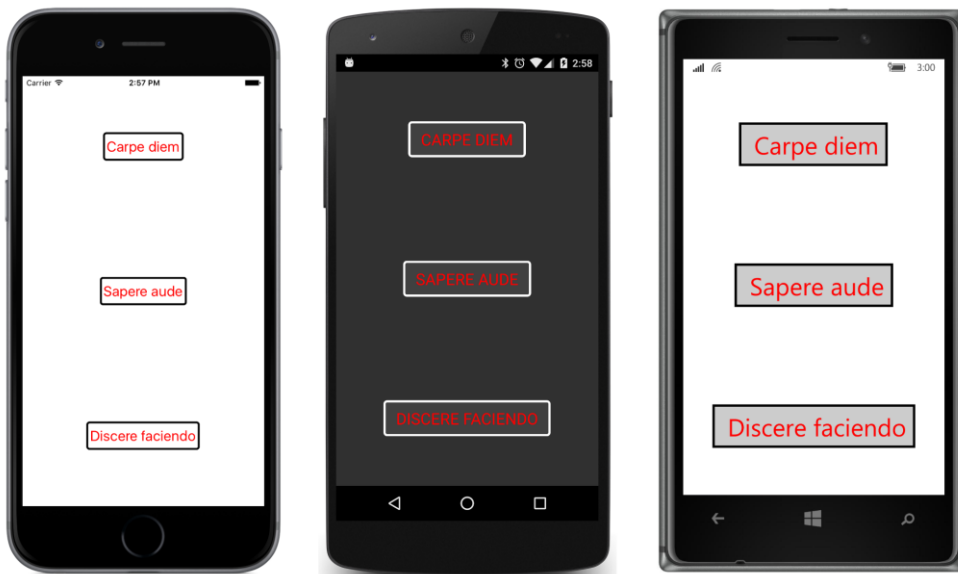 Carrier
2:57 PM
Carpe diem
Sapere aude
Discere faciendo
2:58
CARPE DIEM
SAPERE AUDE
DISCERE FACIENDO
3:00
Carpe diem
Sapere aude
Discere faciendo